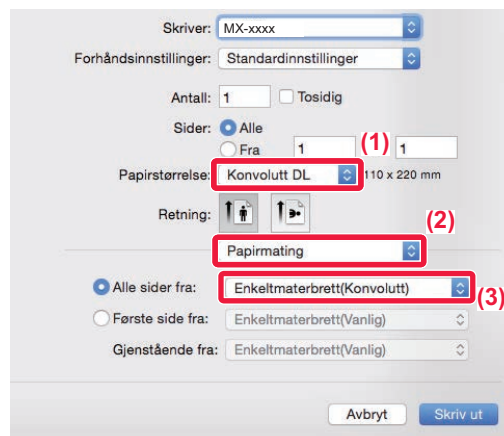 Skriver: MX-xxxx
Forhåndsinnstillinger: Standardinnstillinger
Antall: 1 Tosidig
Sider: Alle
Fra 1 1
(1)
Papirstørrelse: Konvolutt DL 110 x 220 mm
Retning:
(2)
Papirmating
Alle sider fra: Enkeltmaterbrett(Konvolutt)
(3)
Første side fra: Enkeltmaterbrett(Vanlig)
Gjenstående fra: Enkeltmaterbrett(Vanlig)
Avbryt Skriv ut